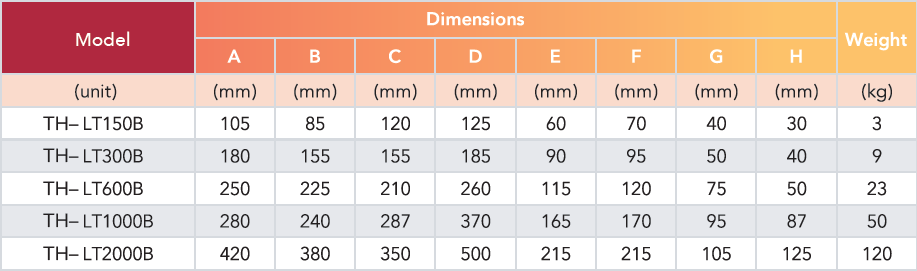 Model Dimensions Weight
A B C D E F G H
(unit) (mm) (mm) (mm) (mm) (mm) (mm) (mm) (mm) (kg)
TH– LT150B 105 85 120 125 60 70 40 30 3
TH– LT300B 180 155 155 185 90 95 50 40 9
TH– LT600B 250 225 210 260 115 120 75 50 23
TH– LT1000B 280 240 287 370 165 170 95 87 50
TH– LT2000B 420 380 350 500 215 215 105 125 120